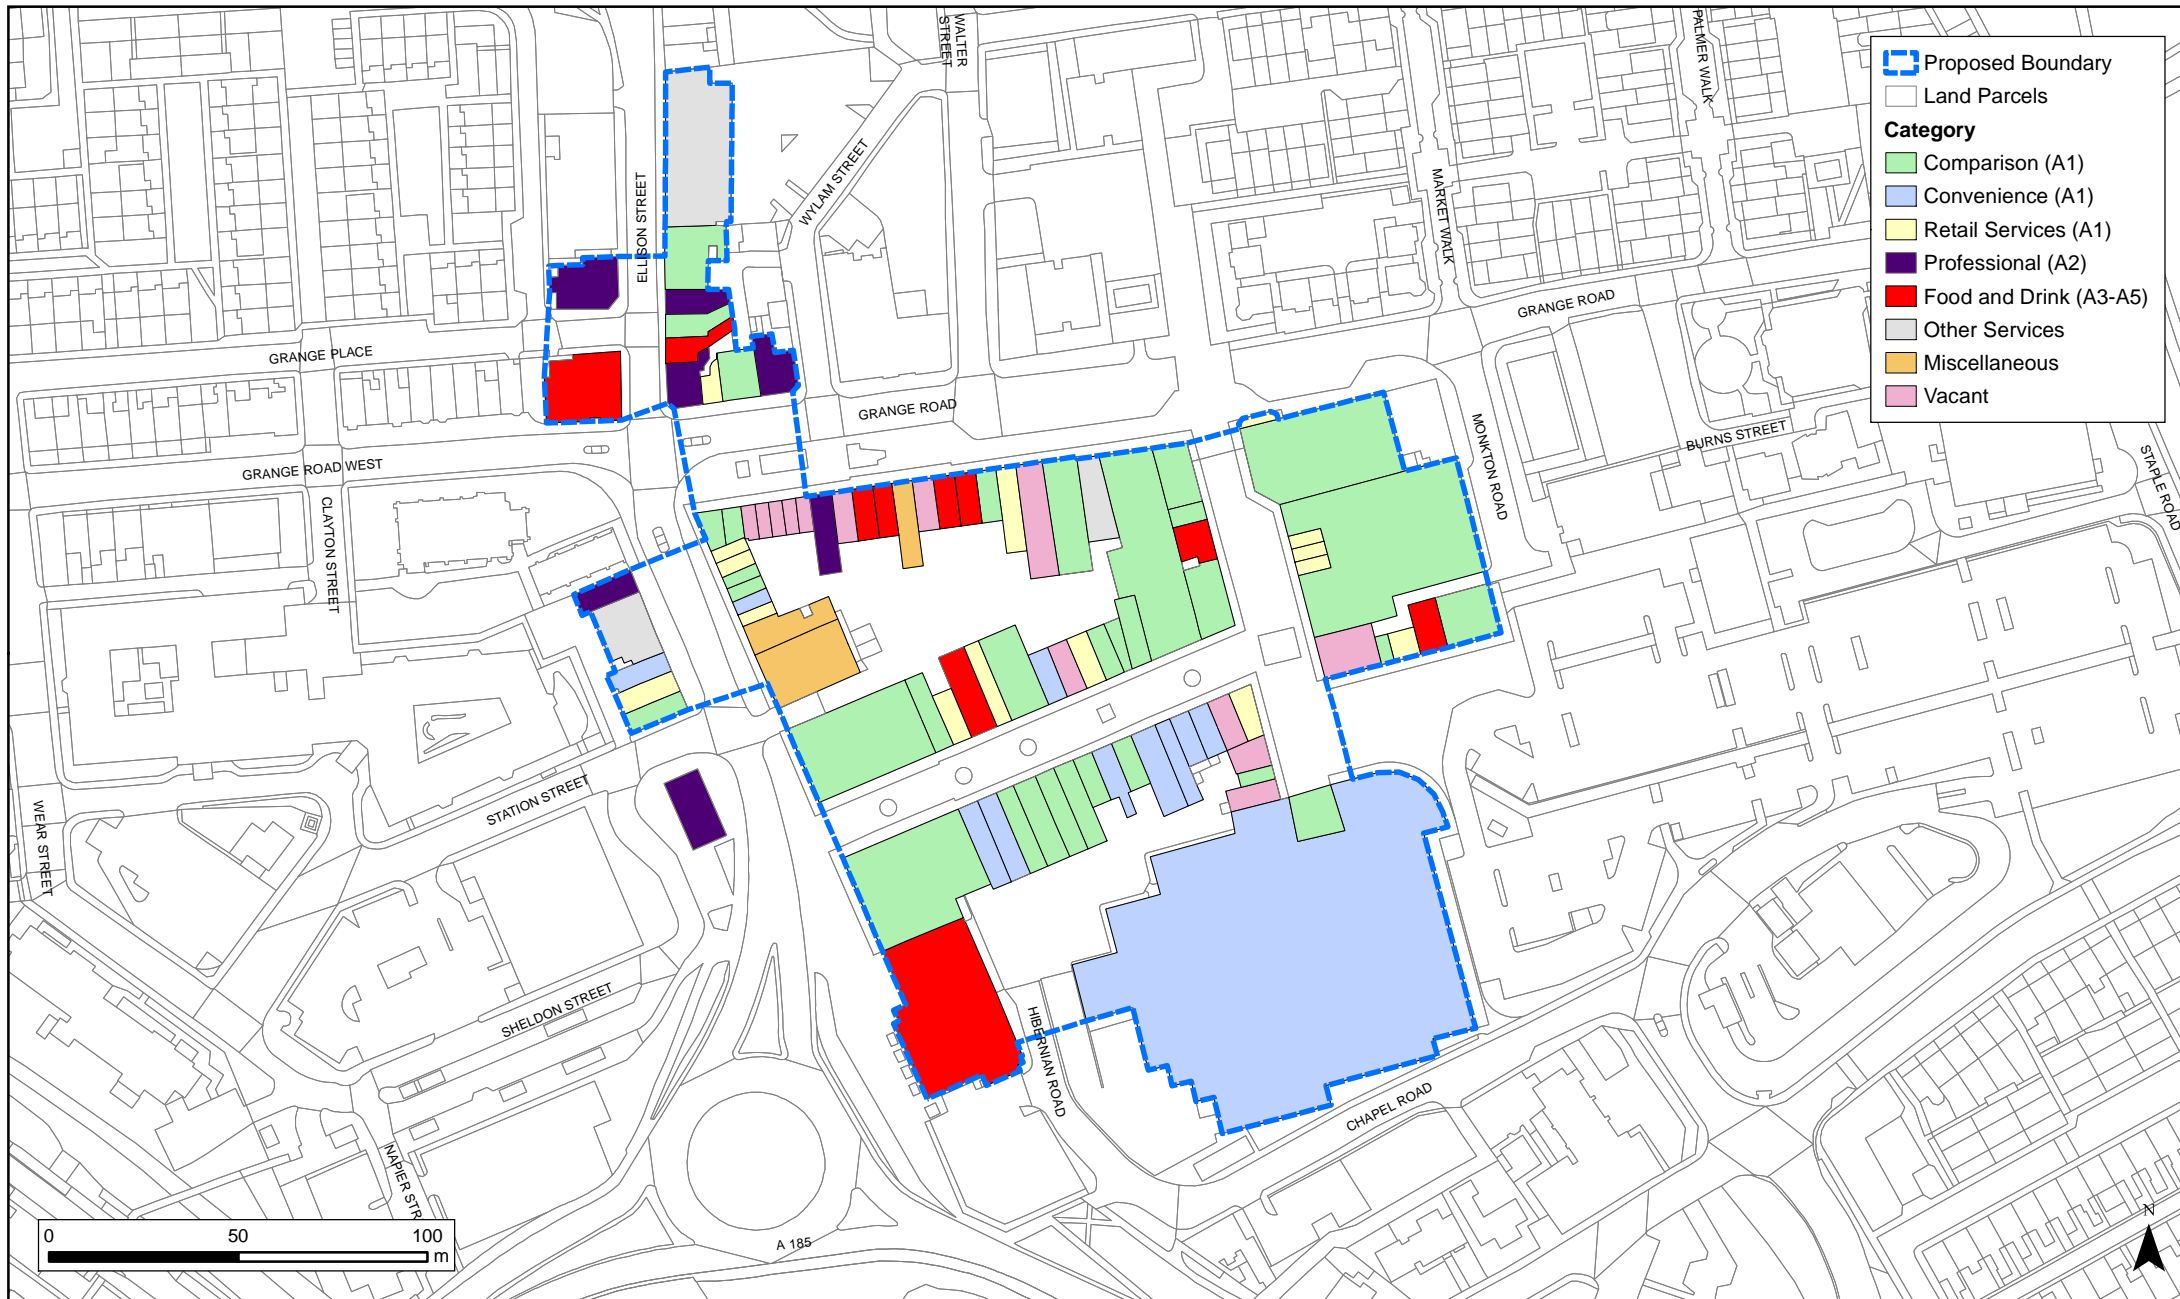 WALTER
STREET
PALMER WALK
Proposed Boundary
Land Parcels
Category
Comparison (A1)
Convenience (A1)
Retail Services (A1)
Professional (A2)
Food and Drink (A3-A5)
Other Services
Miscellaneous
Vacant
ELLISON STREET
WYLAM STREET
MARKET WALK
GRANGE ROAD
GRANGE PLACE
GRANGE ROAD
MONKTON ROAD
BURNS STREET
STAPLE ROAD
GRANGE ROAD WEST
CLAYTON STREET
STATION STREET
WEAR STREET
SHELDON STREET
HIBERNIAN ROAD
CHAPEL ROAD
NAPIER STR
A 185
0 50 100
m
N